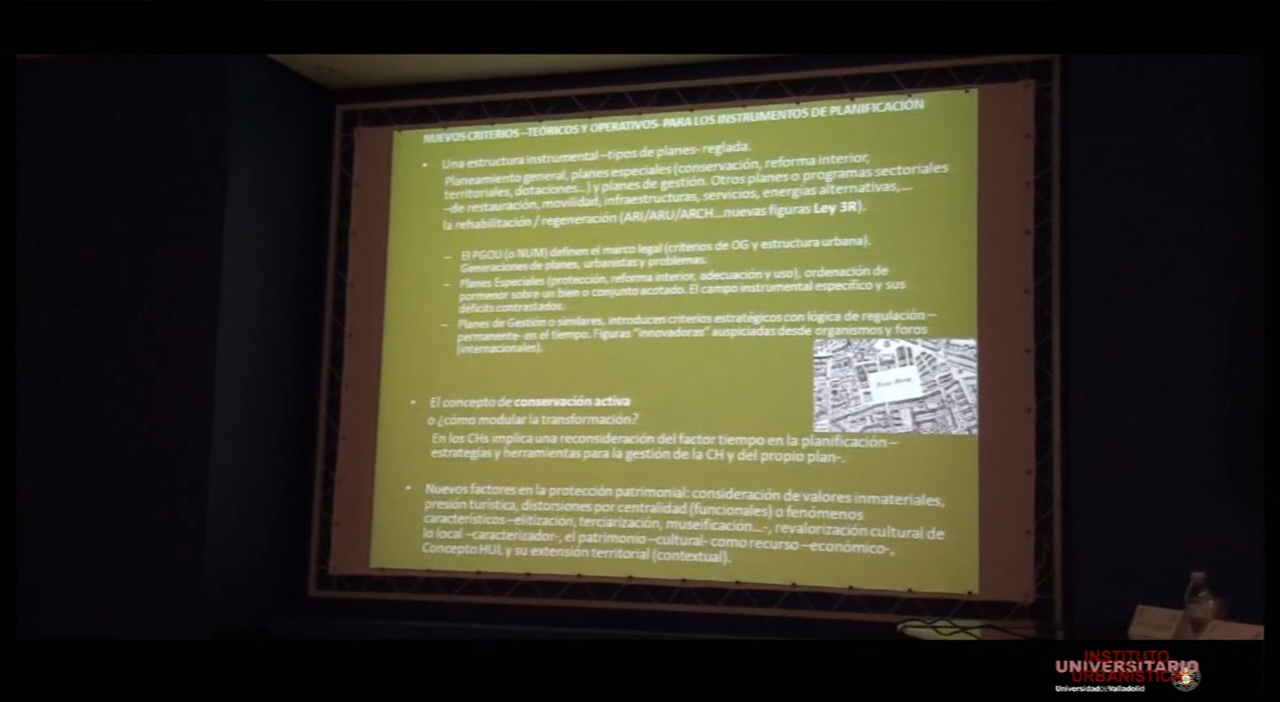 NUEVOS CRITERIOS –TEÓRICOS Y OPERATIVOS- PARA LOS INSTRUMENTOS DE PLANIFICACIÓN
• Una estructura instrumental –tipos de planes- reglada.
Planeamiento general, planes especiales (conservación, reforma interior,
territoriales, dotaciones...) y planes de gestión. Otros planes o programas sectoriales
–de restauración, movilidad, infraestructuras, servicios, energías alternativas,...
la rehabilitación / regeneración (ARI/ARU/ARCH...nuevas figuras Ley 3R).
– El PGOU (o NUM) definen el marco legal (criterios de OG y estructura urbana).
Generaciones de planes, urbanistas y problemas.
– Planes Especiales (protección, reforma interior, adecuación y uso), ordenación de
pormenor sobre un bien o conjunto acotado. El campo instrumental específico y sus
déficits contrastados.
– Planes de Gestión o similares, introducen criterios estratégicos con lógica de regulación –
permanente- en el tiempo. Figuras "innovadoras" auspiciadas desde organismos y foros
(internacionales).
• El concepto de conservación activa
o ¿cómo modular la transformación?
En los CHs implica una reconsideración del factor tiempo en la planificación –
estrategias y herramientas para la gestión de la CH y del propio plan-.
• Nuevos factores en la protección patrimonial: consideración de valores inmateriales,
presión turística, distorsiones por centralidad (funcionales) o fenómenos
característicos –elitización, terciarización, museificación...-, revalorización cultural de
lo local –caracterizador-, el patrimonio –cultural- como recurso –económico-,
Concepto HUL y su extensión territorial (contextual).
INSTITUTO
UNIVERSITARIO
URBANÍSTICA
Universidad de Valladolid